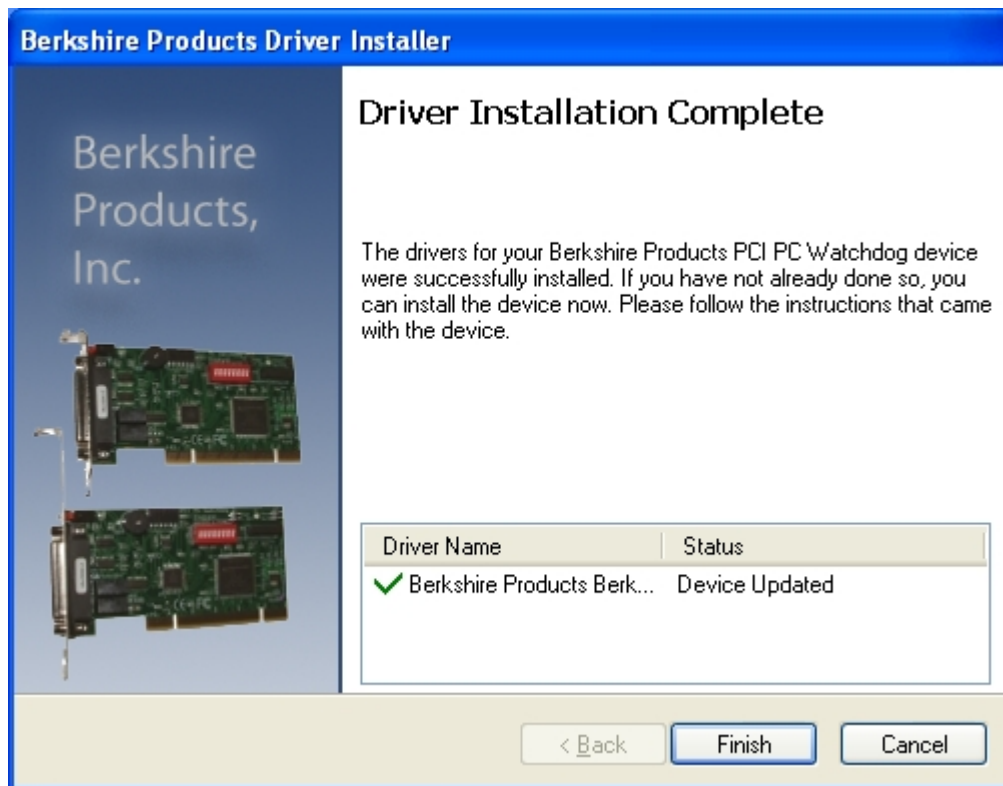 Berkshire Products Driver Installer
Berkshire
Products,
Inc.
Driver Installation Complete
The drivers for your Berkshire Products PCI PC Watchdog device
were successfully installed. If you have not already done so, you
can install the device now. Please follow the instructions that came
with the device.
Driver Name Status
Berkshire Products Berk... Device Updated
< Back Finish Cancel